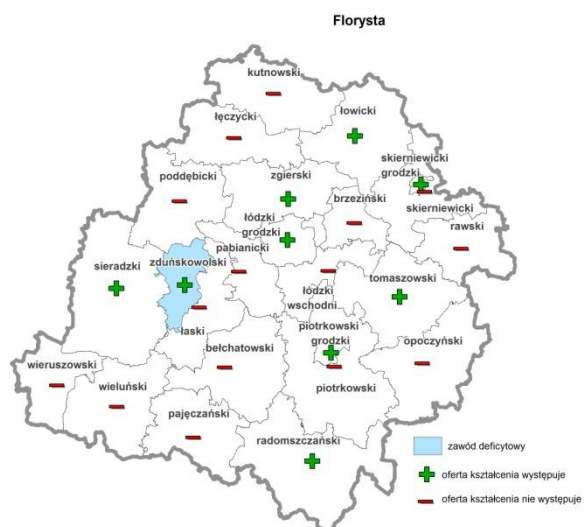 Florysta
kutnowski
łowicki
łęczycki
skierniewicki
grodzki
poddębicki
zgierski
brzeziński
skierniewicki
łódzki
grodzki
rawski
pabianicki
sieradzki
zduńskowolski
łódzki
wschodni...
tomaszowski
łaski
piotrkowski
grodzki
bełchatowski
opoczyński
wieruszowski
wieluński
piotrkowski
pajęczański
radomszczański
zawód deficytowy
oferta kształcenia występuje
oferta kształcenia nie występuje